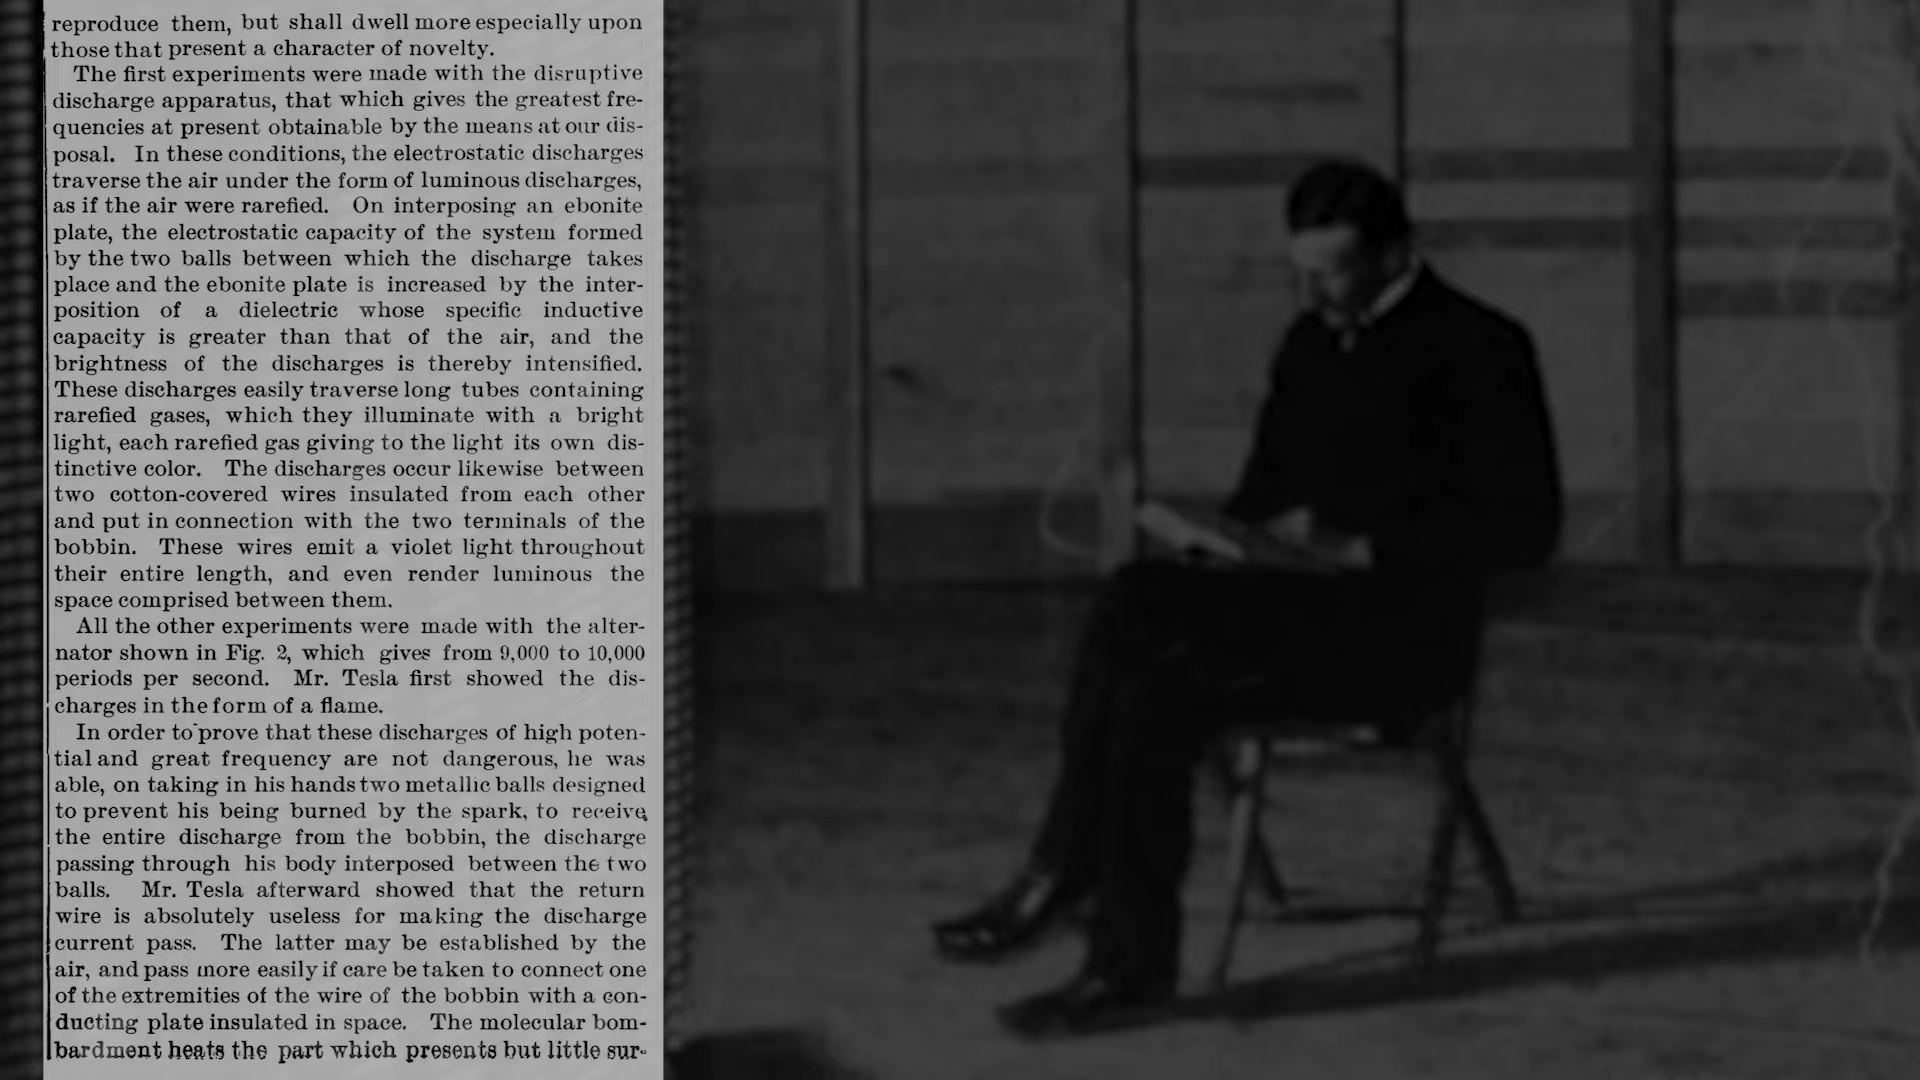 reproduce them, but shall dwell more especially upon
those that present a character of novelty.
The first experiments were made with the disruptive
discharge apparatus, that which gives the greatest fre-
quencies at present obtainable by the means at our dis-
posal. In these conditions, the electrostatic discharges
traverse the air under the form of luminous discharges,
as if the air were rarefied. On interposing an ebonite
plate, the electrostatic capacity of the system formed
by the two balls between which the discharge takes
place and the ebonite plate is increased by the inter-
position of a dielectric whose specific inductive
capacity is greater than that of the air, and the
brightness of the discharges is thereby intensified.
These discharges easily traverse long tubes containing
rarefied gases, which they illuminate with a bright
light, each rarefied gas giving to the light its own dis-
tinctive color. The discharges occur likewise between
two cotton-covered wires insulated from each other
and put in connection with the two terminals of the
bobbin. These wires emit a violet light throughout
their entire length, and even render luminous the
space comprised between them.
All the other experiments were made with the alter-
nator shown in Fig. 2, which gives from 9,000 to 10,000
periods per second. Mr. Tesla first showed the dis-
charges in the form of a flame.
In order to prove that these discharges of high poten-
tial and great frequency are not dangerous, he was
able, on taking in his hands two metallic balls designed
to prevent his being burned by the spark, to receive
the entire discharge from the bobbin, the discharge
passing through his body interposed between the two
balls. Mr. Tesla afterward showed that the return
wire is absolutely useless for making the discharge
current pass. The latter may be established by the
air, and pass more easily if care be taken to connect one
of the extremities of the wire of the bobbin with a con-
ducting plate insulated in space. The molecular bom-
bardment heats the part which presents but little sur-